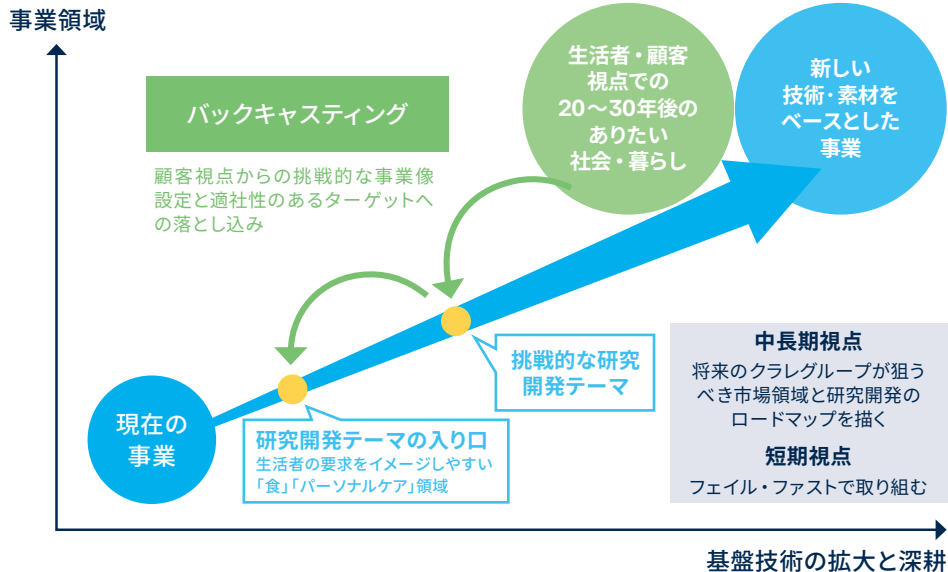 事業領域
バックキャスティング
顧客視点からの挑戦的な事業像
設定と適社性のあるターゲットへ
の落とし込み
生活者・顧客
視点での
20〜30年後の
ありたい
社会・暮らし
新しい
技術・素材を
ベースとした
事業
挑戦的な研究
開発テーマ
現在の
事業
研究開発テーマの入り口
生活者の要求をイメージしやすい
「食」「パーソナルケア」領域
中長期視点
将来のクラレグループが狙う
べき市場領域と研究開発の
ロードマップを描く
短期視点
フェイル・ファストで取り組む
基盤技術の拡大と深耕